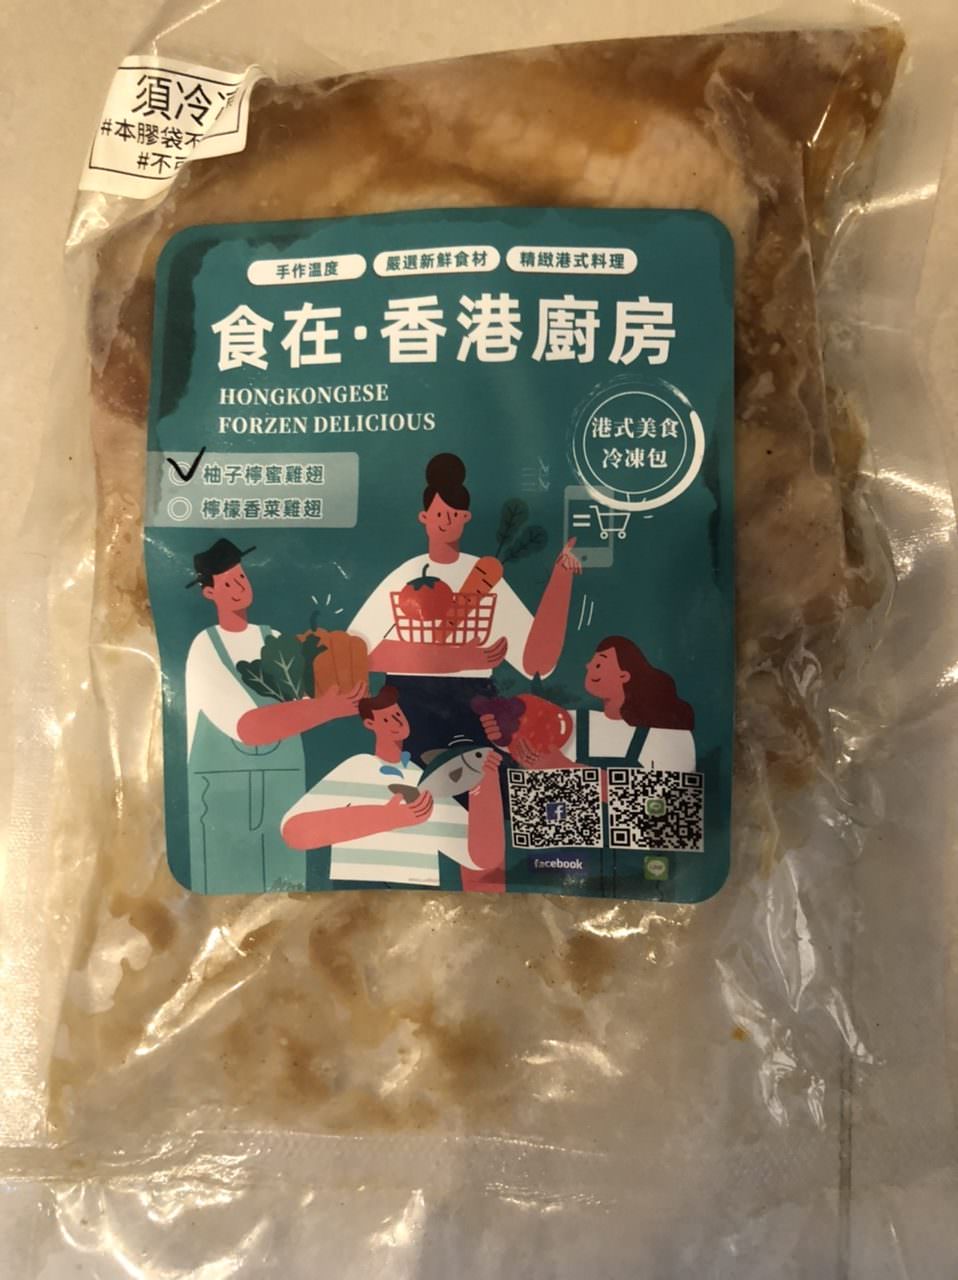 須冷
#本膠袋不
#不可
手作溫度
嚴選新鮮食材
精緻港式料理
食在·香港廚房
HONGKONGESE
FORZEN DELICIOUS
港式美食
冷凍包
柚子檸蜜雞翅
檸檬香菜雞翅
facebook